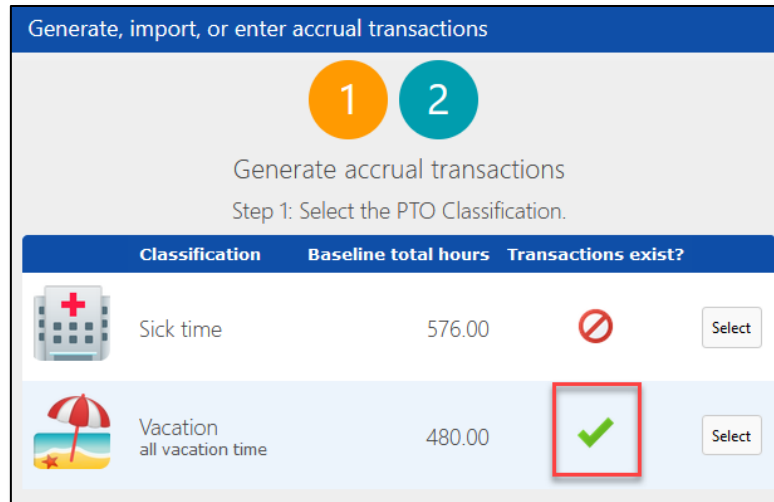 Generate, import, or enter accrual transactions
1 2
Generate accrual transactions
Step 1: Select the PTO Classification.
Classification Baseline total hours Transactions exist?
Sick time 576.00 Select
Vacation 480.00 Select
all vacation time